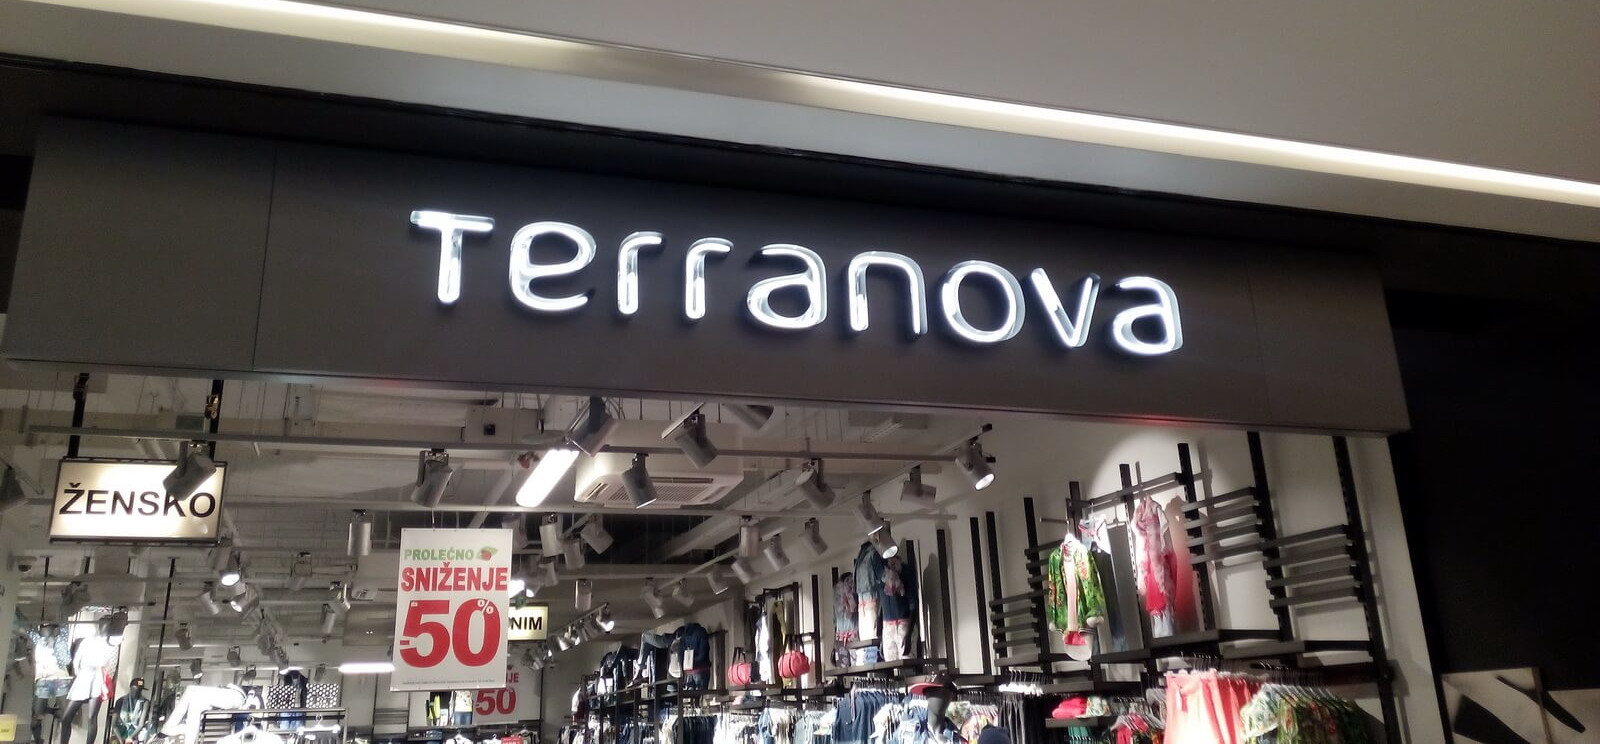 Terranova
ŽENSKO
PROLEĆNO
SNIŽENJE
-50%
NIM
50